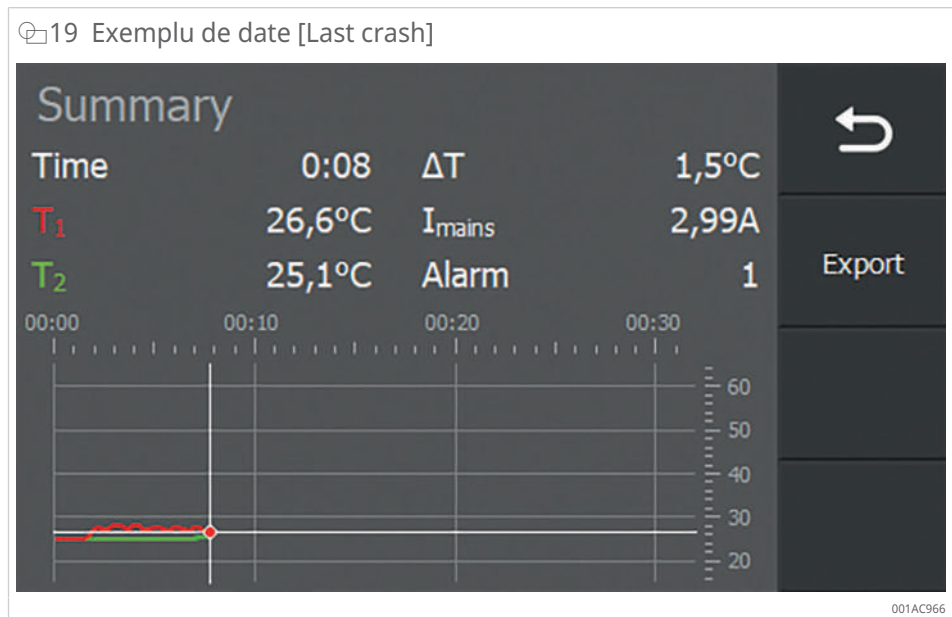 19 Exemplu de date [Last crash]
Summary
Time 0:08 ΔT 1,5°C
T₁ 26,6°C Imains 2,99A
T₂ 25,1°C Alarm 1
Export
00:00 00:10 00:20 00:30
60
50
40
30
20
001AC966